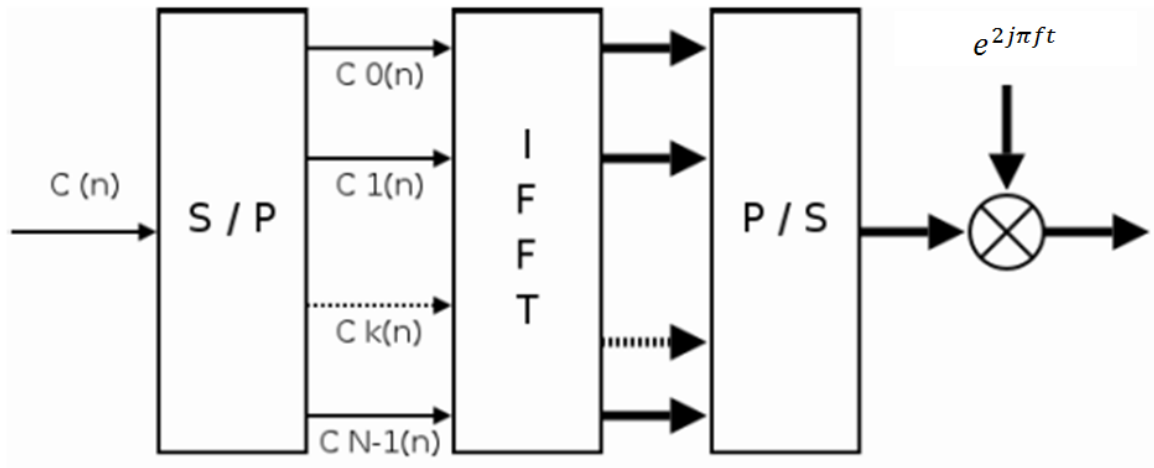 C (n)
S / P
C 0(n)
C 1(n)
C k(n)
C N-1(n)
I
F
F
T
P / S
e^{2jπft}